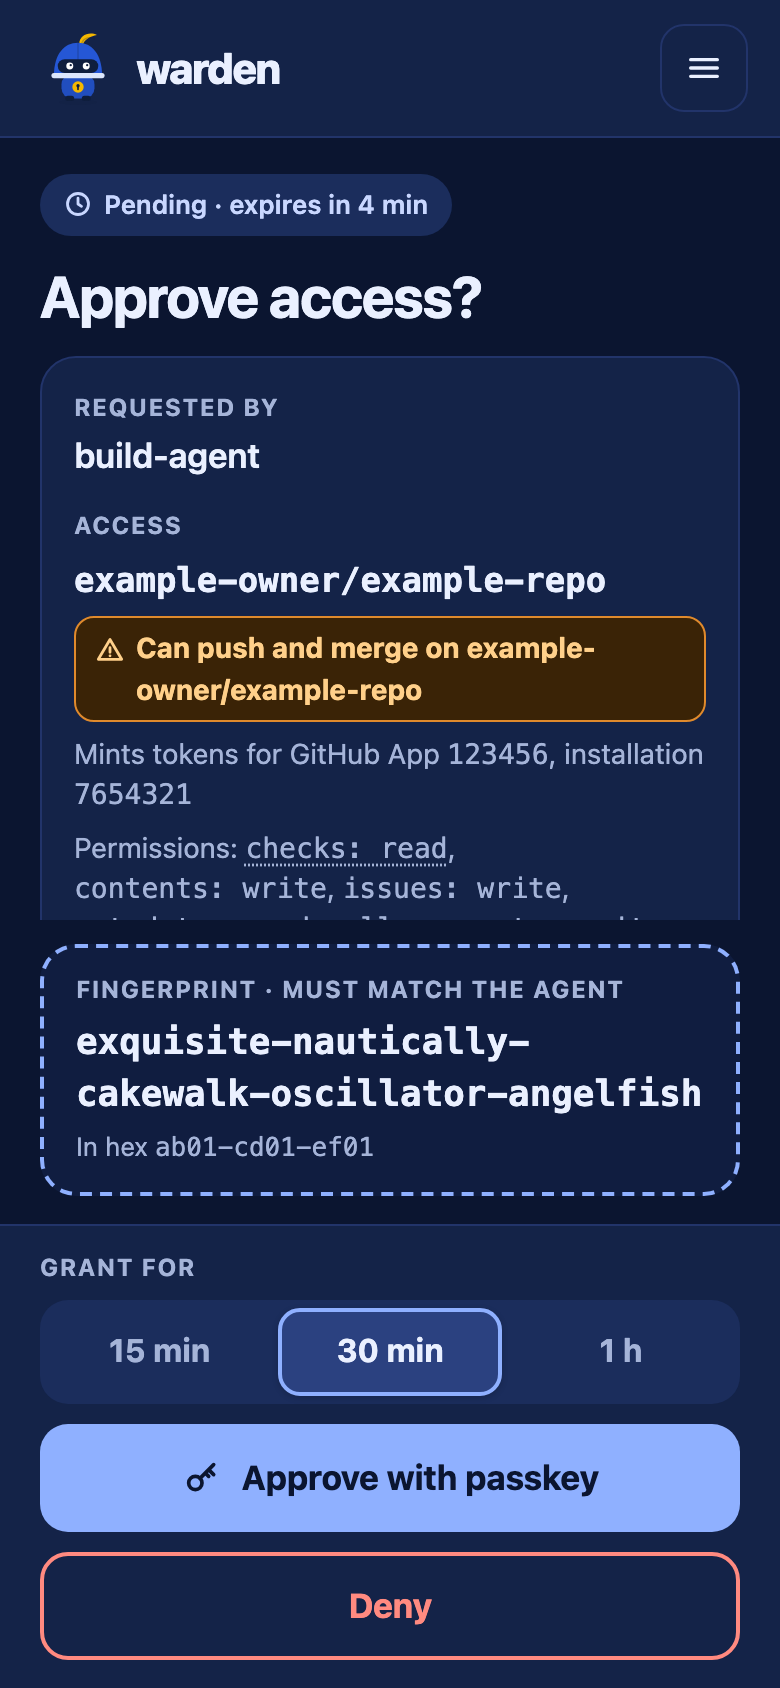 warden
Pending · expires in 4 min
Approve access?
REQUESTED BY
build-agent
ACCESS
example-owner/example-repo
Can push and merge on example-
owner/example-repo
Mints tokens for GitHub App 123456, installation
7654321
Permissions: checks: read,
contents: write, issues: write,
FINGERPRINT · MUST MATCH THE AGENT
exquisite-nautically-
cakewalk-oscillator-angelfish
In hex ab01-cd01-ef01
GRANT FOR
15 min
30 min
1 h
Approve with passkey
Deny